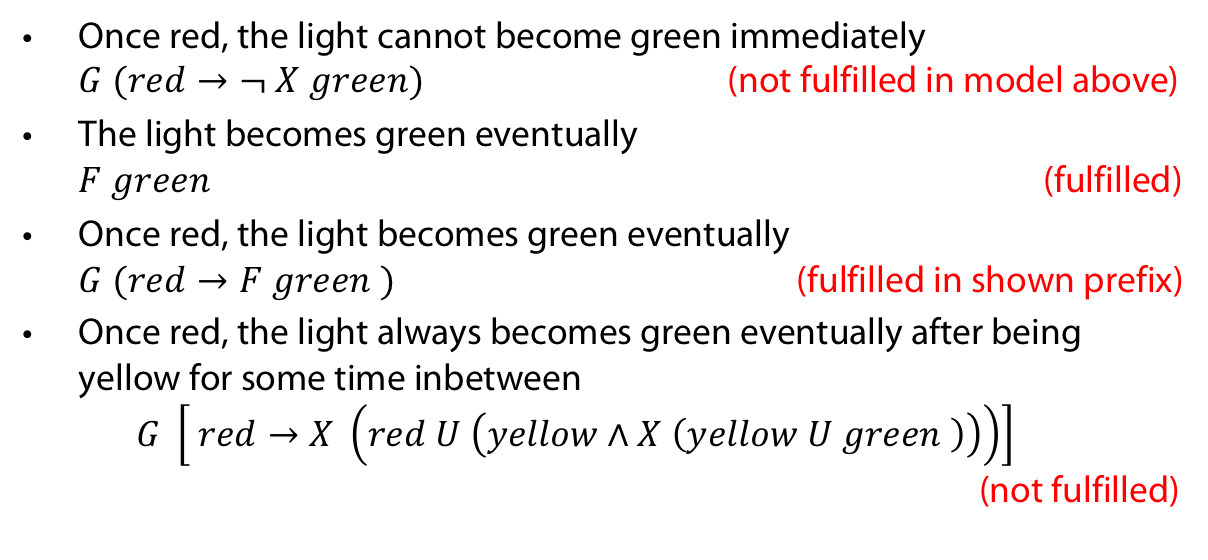 • Once red, the light cannot become green immediately
G (red → ¬ X green) (not fulfilled in model above)
• The light becomes green eventually
F green (fulfilled)
• Once red, the light becomes green eventually
G (red → F green ) (fulfilled in shown prefix)
• Once red, the light always becomes green eventually after being
yellow for some time inbetween
G [red → X (red U (yellow ∧ X (yellow U green )))]
(not fulfilled)